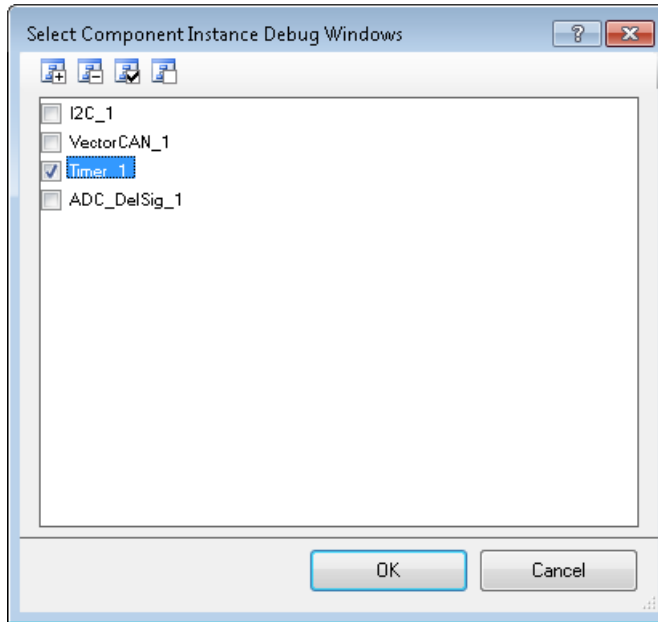 Select Component Instance Debug Windows
I2C_1
VectorCAN_1
Timer_1
ADC_DelSig_1
OK
Cancel